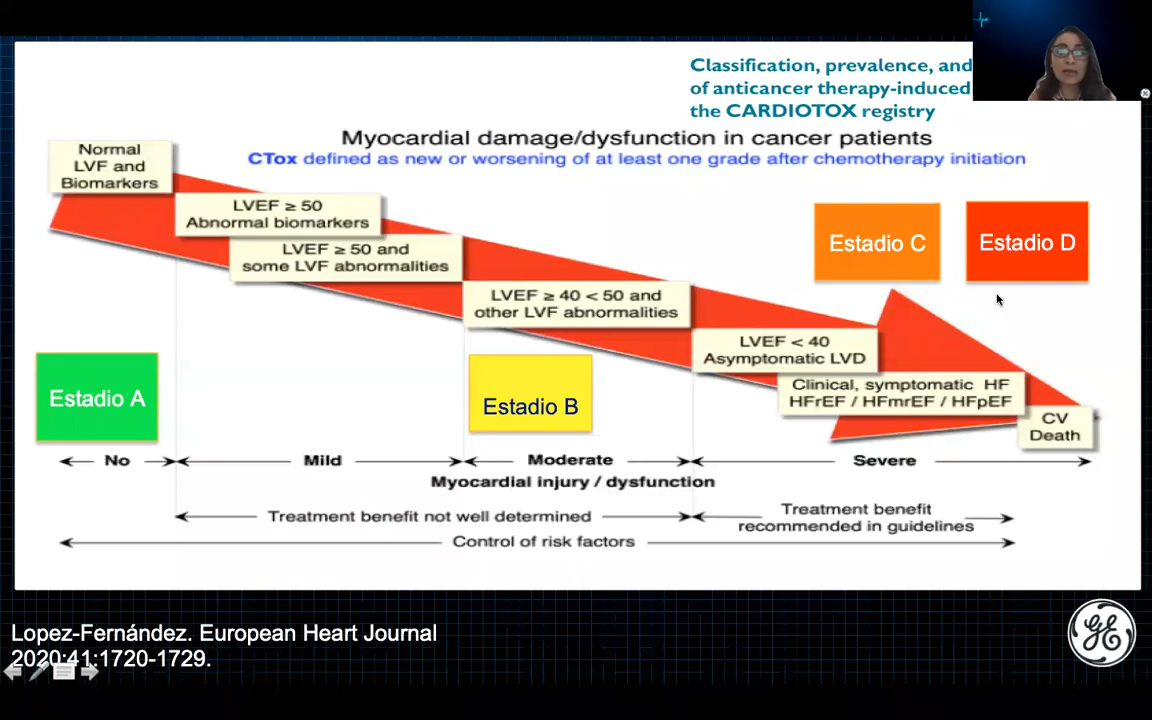 Classification, prevalence, and
of anticancer therapy-induced
the CARDIOTOX registry
Myocardial damage/dysfunction in cancer patients
CTox defined as new or worsening of at least one grade after chemotherapy initiation
Normal
LVF and
Biomarkers
LVEF ≥ 50
Abnormal biomarkers
LVEF ≥ 50 and
some LVF abnormalities
LVEF ≥ 40 < 50 and
other LVF abnormalities
LVEF < 40
Asymptomatic LVD
Clinical, symptomatic HF
HFrEF / HFmrEF / HFpEF
CV
Death
Estadio A
Estadio B
Estadio C
Estadio D
No
Mild
Moderate
Severe
Myocardial injury / dysfunction
Treatment benefit not well determined
Treatment benefit
recommended in guidelines
Control of risk factors
Lopez-Fernández. European Heart Journal
2020:41:1720-1729.
GE